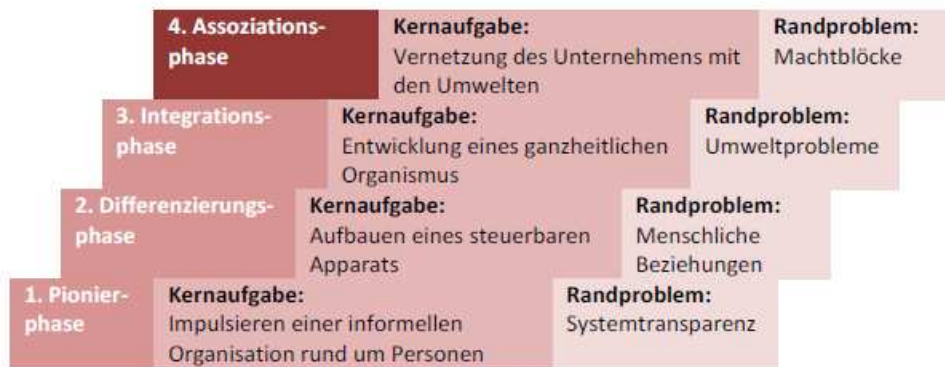 4. Assoziations-
phase
Kernaufgabe:
Vernetzung des Unternehmens mit
den Umwelten
Randproblem:
Machtblöcke
3. Integrations-
phase
Kernaufgabe:
Entwicklung eines ganzheitlichen
Organismus
Randproblem:
Umweltprobleme
2. Differenzierungs-
phase
Kernaufgabe:
Aufbauen eines steuerbaren
Apparats
Randproblem:
Menschliche
Beziehungen
1. Pionier-
phase
Kernaufgabe:
Impulsieren einer informellen
Organisation rund um Personen
Randproblem:
Systemtransparenz